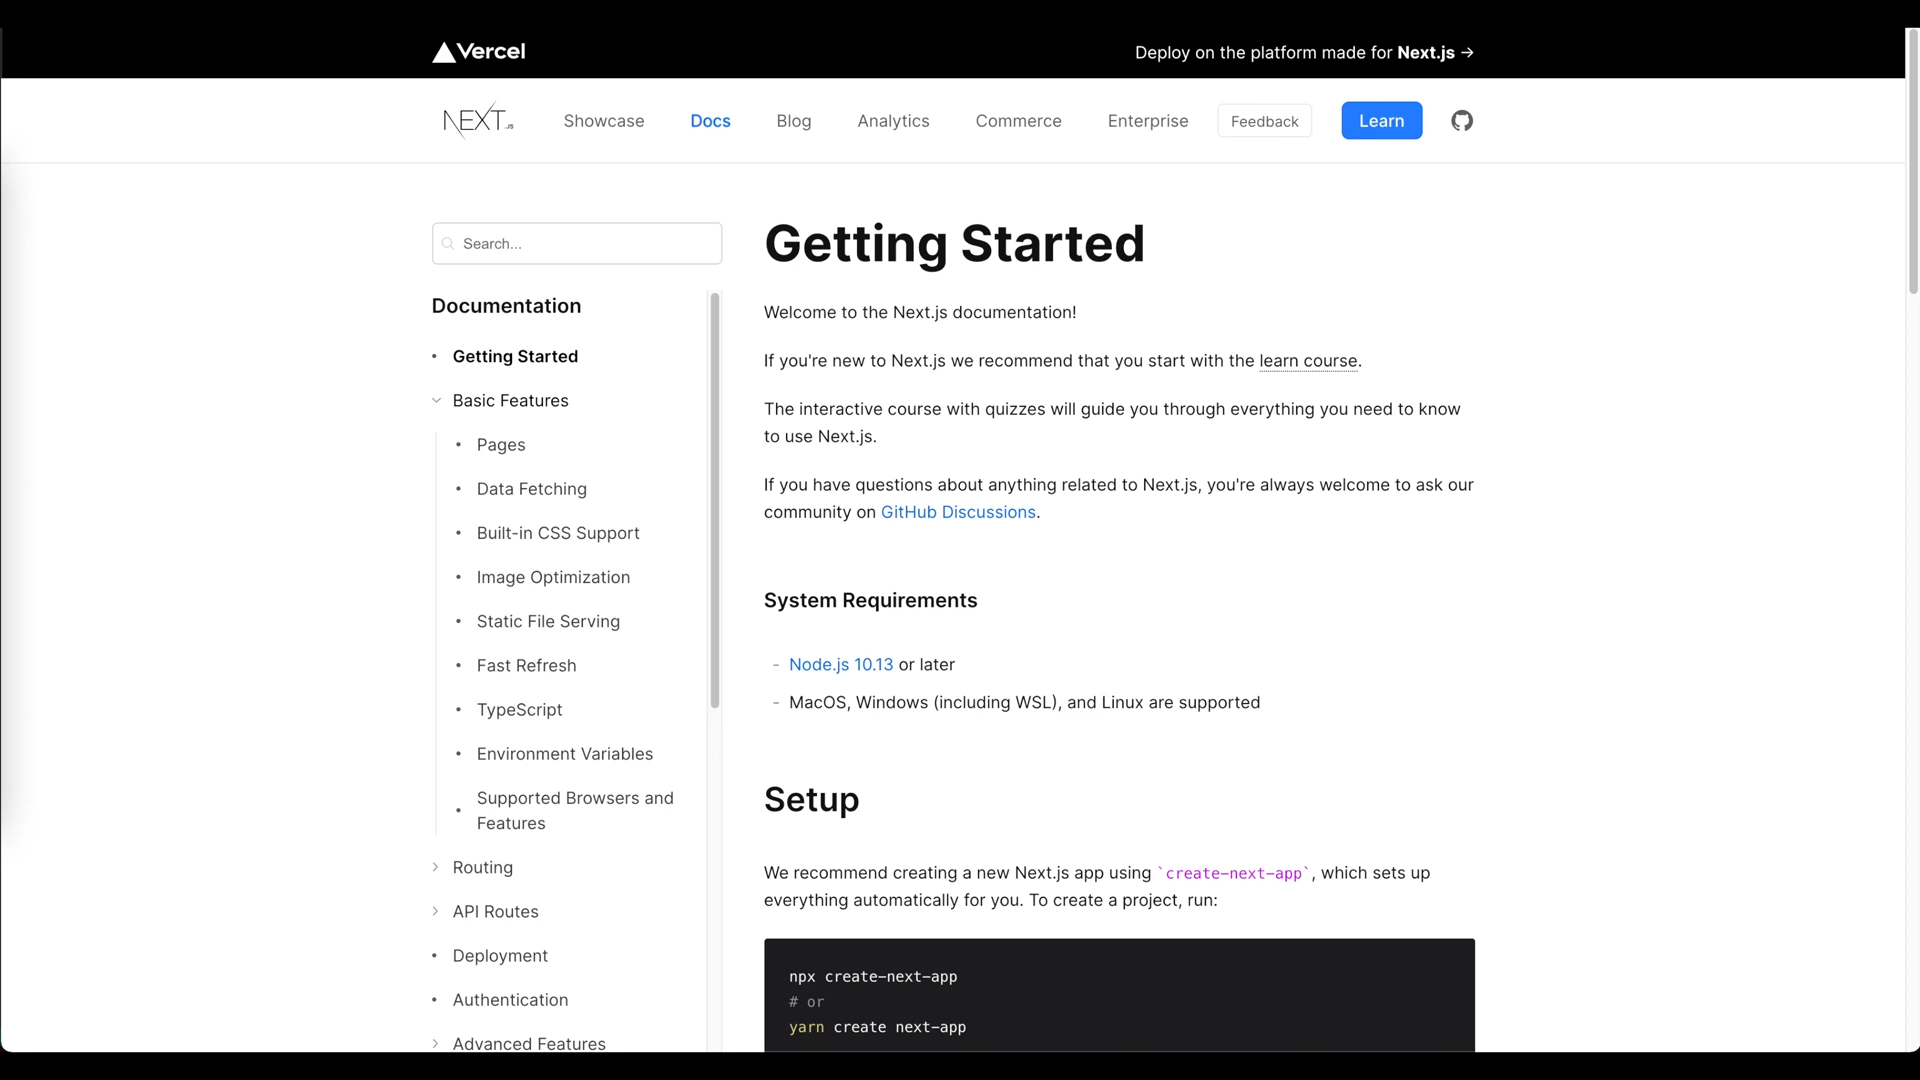 Vercel
Deploy on the platform made for Next.js →
NEXT.JS
Showcase
Docs
Blog
Analytics
Commerce
Enterprise
Feedback
Learn
Search...
Documentation
• Getting Started
Basic Features
• Pages
• Data Fetching
• Built-in CSS Support
• Image Optimization
• Static File Serving
• Fast Refresh
• TypeScript
• Environment Variables
• Supported Browsers and
Features
Routing
API Routes
• Deployment
• Authentication
Advanced Features
Getting Started
Welcome to the Next.js documentation!
If you're new to Next.js we recommend that you start with the learn course.
The interactive course with quizzes will guide you through everything you need to know
to use Next.js.
If you have questions about anything related to Next.js, you're always welcome to ask our
community on GitHub Discussions.
System Requirements
- Node.js 10.13 or later
- MacOS, Windows (including WSL), and Linux are supported
Setup
We recommend creating a new Next.js app using `create-next-app`, which sets up
everything automatically for you. To create a project, run:
npx create-next-app
# or
yarn create next-app